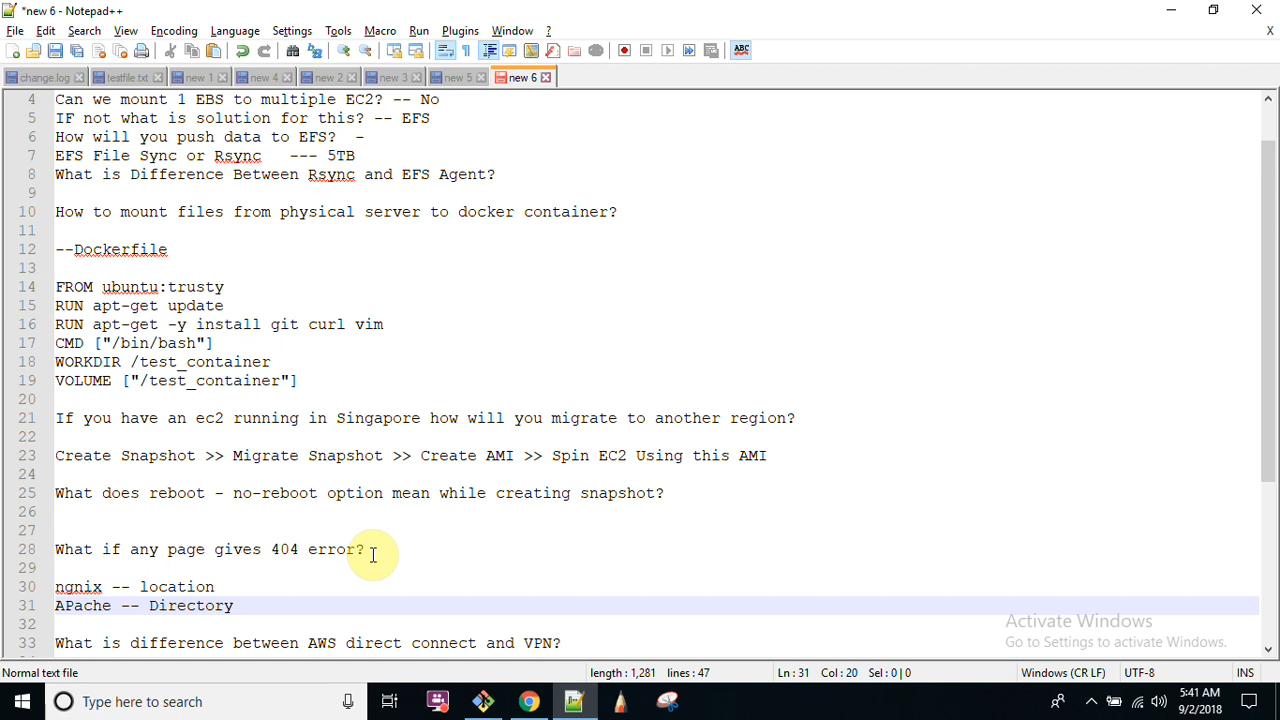 *new 6 - Notepad++
File Edit Search View Encoding Language Settings Tools Macro Run Plugins Window ? X
ABC
change.log testfile.txt new 1 new 4 new 2 new 3 new 5 new 6
4 Can we mount 1 EBS to multiple EC2? -- No
5 IF not what is solution for this? -- EFS
6 How will you push data to EFS? -
7 EFS File Sync or Rsync --- 5TB
8 What is Difference Between Rsync and EFS Agent?
9
10 How to mount files from physical server to docker container?
11
12 --Dockerfile
13
14 FROM ubuntu:trusty
15 RUN apt-get update
16 RUN apt-get -y install git curl vim
17 CMD ["/bin/bash"]
18 WORKDIR /test_container
19 VOLUME ["/test_container"]
20
21 If you have an ec2 running in Singapore how will you migrate to another region?
22
23 Create Snapshot >> Migrate Snapshot >> Create AMI >> Spin EC2 Using this AMI
24
25 What does reboot - no-reboot option mean while creating snapshot?
26
27
28 What if any page gives 404 error?
29
30 ngnix -- location
31 APache -- Directory
32
33 What is difference between AWS direct connect and VPN?
Activate Windows
Go to Settings to activate Windows.
Normal text file length : 1,281 lines : 47 Ln : 31 Col : 20 Sel : 0 | 0 Windows (CR LF) UTF-8 INS
Type here to search
5:41 AM
9/2/2018